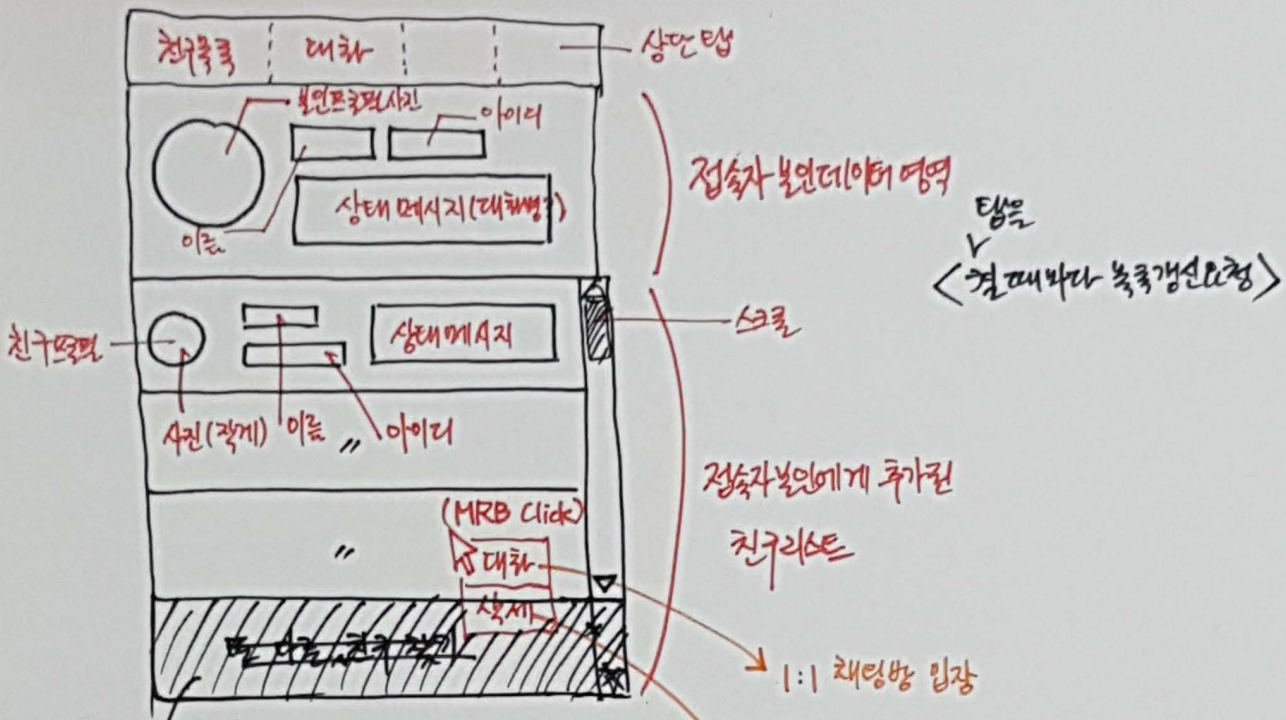 친구목록
대화
상단 탭
본인프로필사진
아이디
접속자 본인 데이터 영역
상태 메시지(대화명)
이름
탭을
<켤 때마다 목록갱신요청>
상태 메시지
스크롤
친구프로필
사진(작게)
이름
아이디
"
접속자 본인에게 추가된
친구리스트
(MRB Click)
"
대화
삭제
1:1 채팅방 입장